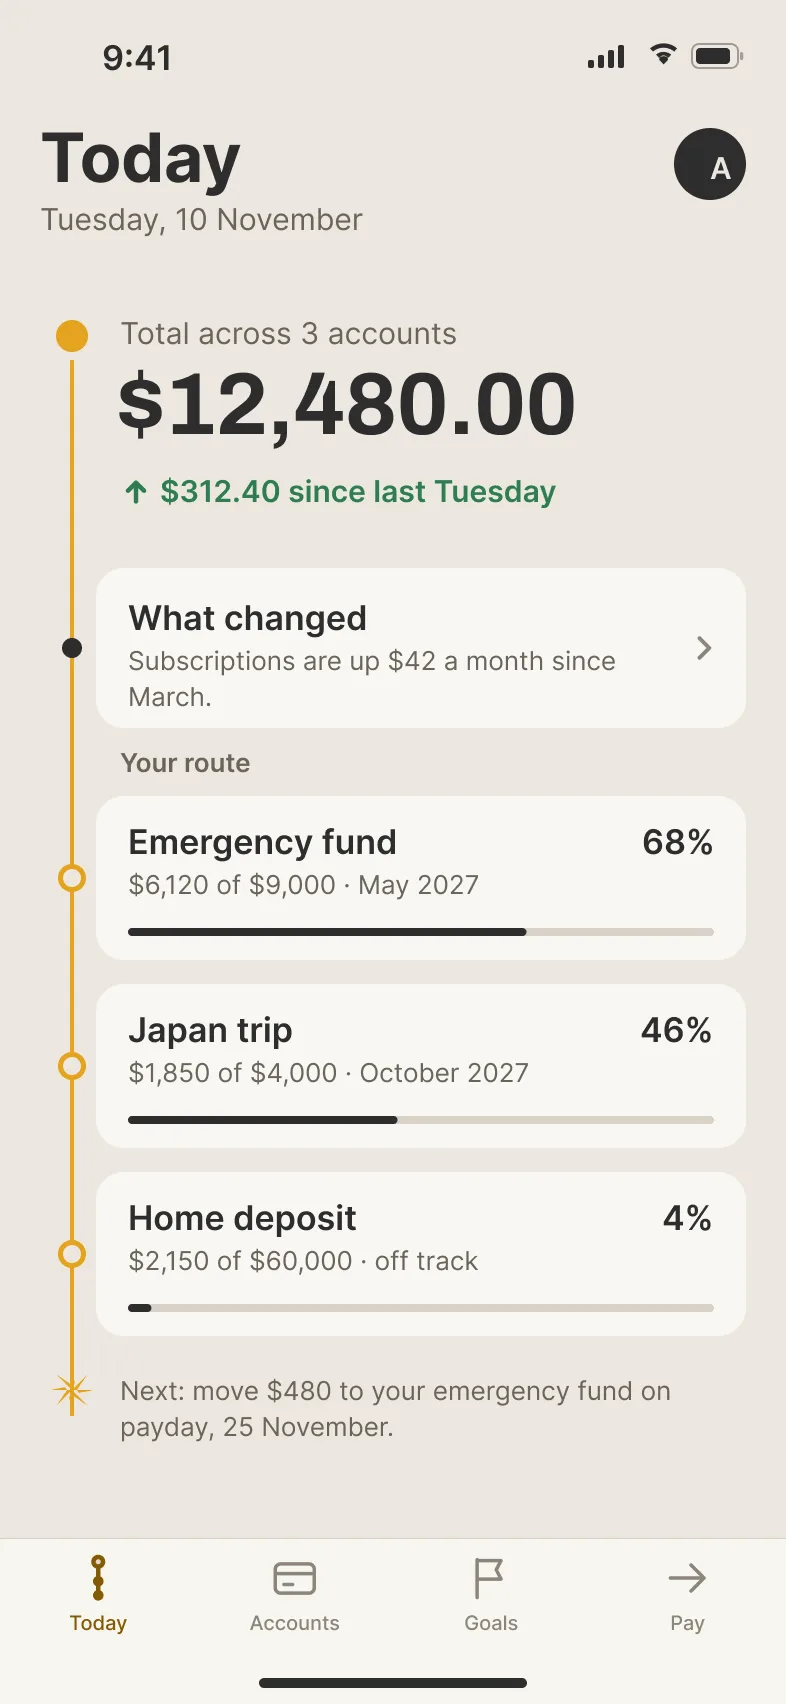 9:41
Today
A
Tuesday, 10 November
Total across 3 accounts
$12,480.00
↑ $312.40 since last Tuesday
What changed
Subscriptions are up $42 a month since
March.
Your route
Emergency fund 68%
$6,120 of $9,000 · May 2027
Japan trip 46%
$1,850 of $4,000 · October 2027
Home deposit 4%
$2,150 of $60,000 · off track
Next: move $480 to your emergency fund on
payday, 25 November.
Today Accounts Goals Pay